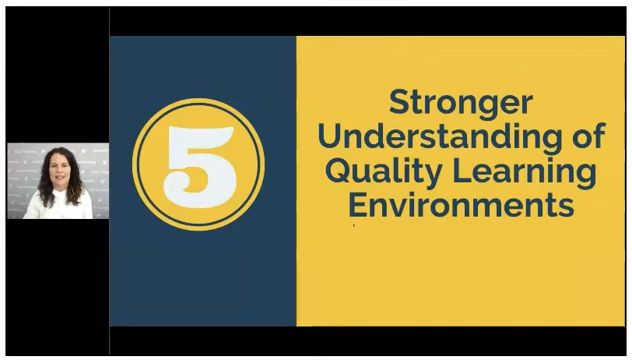 5
Stronger
Understanding of
Quality Learning
Environments